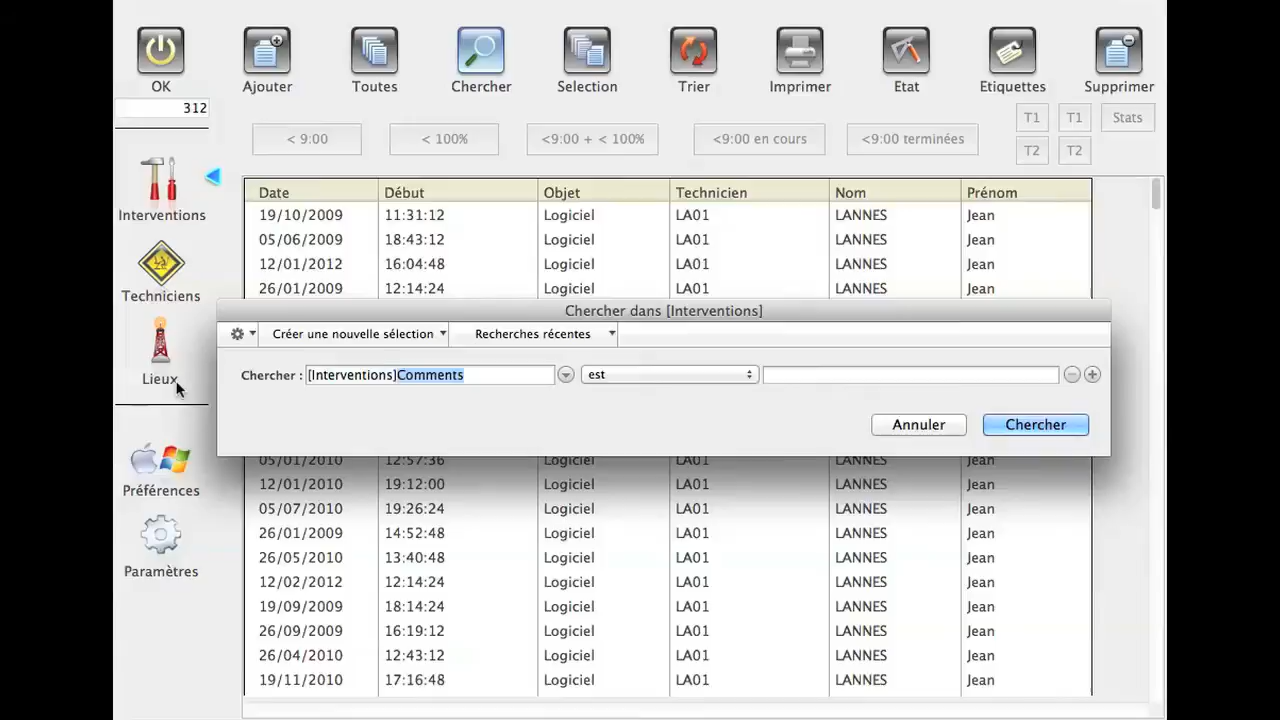 OK Ajouter Toutes Chercher Selection Trier Imprimer Etat Etiquettes Supprimer
312
< 9:00 < 100% <9:00 + < 100% <9:00 en cours <9:00 terminées T1 T1 Stats
T2 T2
Interventions
Techniciens
Lieux
Préférences
Paramètres
Date Début Objet Technicien Nom Prénom
19/10/2009 11:31:12 Logiciel LA01 LANNES Jean
05/06/2009 18:43:12 Logiciel LA01 LANNES Jean
12/01/2012 16:04:48 Logiciel LA01 LANNES Jean
26/01/2009 12:14:24 Logiciel LA01 LANNES Jean
Chercher dans [Interventions]
Créer une nouvelle sélection Recherches récentes
Chercher : [Interventions]Comments est
Annuler Chercher
05/01/2010 12:57:36 Logiciel LA01 LANNES Jean
12/01/2010 19:12:00 Logiciel LA01 LANNES Jean
05/07/2010 19:26:24 Logiciel LA01 LANNES Jean
26/01/2009 14:52:48 Logiciel LA01 LANNES Jean
26/05/2010 13:40:48 Logiciel LA01 LANNES Jean
12/02/2012 12:14:24 Logiciel LA01 LANNES Jean
19/09/2009 18:14:24 Logiciel LA01 LANNES Jean
26/09/2009 16:19:12 Logiciel LA01 LANNES Jean
26/04/2010 12:43:12 Logiciel LA01 LANNES Jean
19/11/2010 17:16:48 Logiciel LA01 LANNES Jean